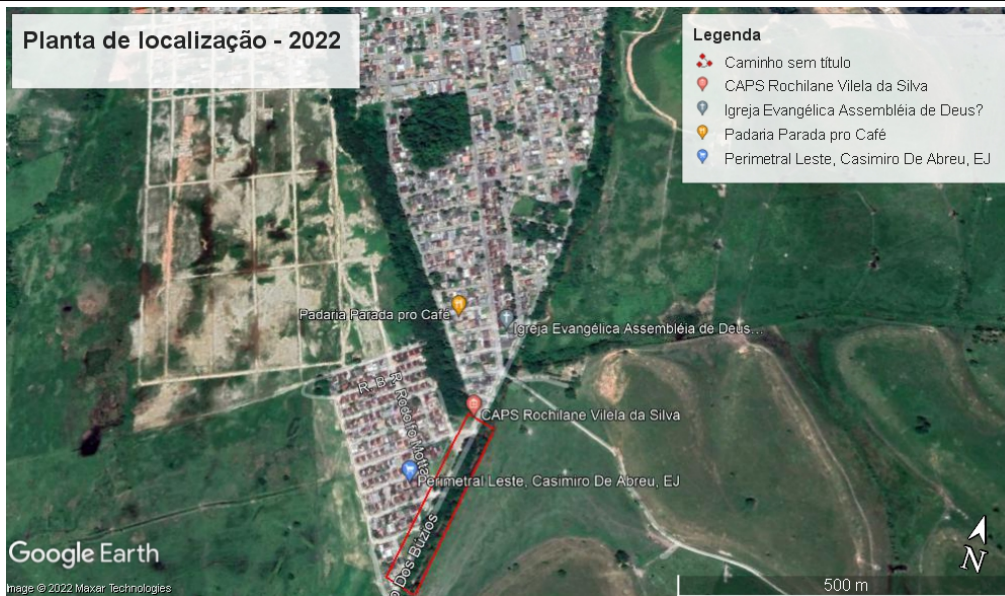 Planta de localização - 2022
Legenda
Caminho sem título
CAPS Rochilane Vilela da Silva
Igreja Evangélica Assembléia de Deus?
Padaria Parada pro Café
Perimetral Leste, Casimiro De Abreu, EJ
Padaria Parada pro Café
Igreja Evangélica Assembléia de Deus...
R. B
R. Rodolfo Motta
CAPS Rochilane Vilela da Silva
Perimetral Leste, Casimiro De Abreu, EJ
o Dos Búzios
Google Earth
Image © 2022 Maxar Technologies
500 m
N